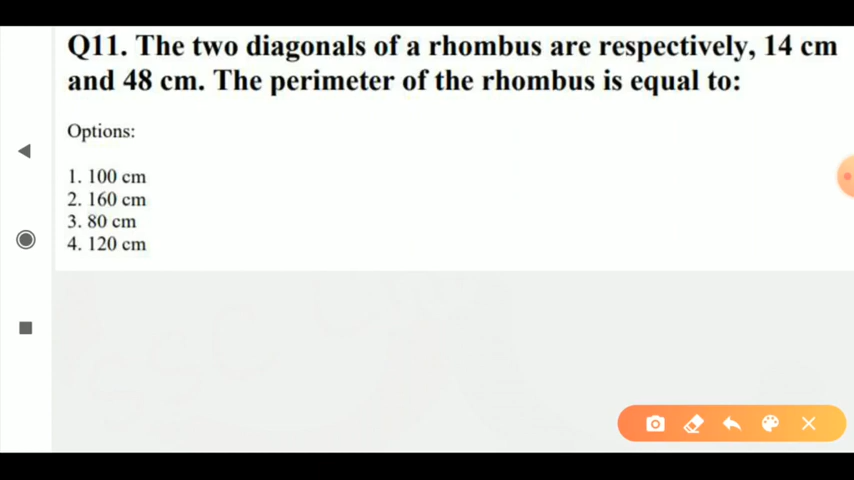 Q11. The two diagonals of a rhombus are respectively, 14 cm
and 48 cm. The perimeter of the rhombus is equal to:
Options:
1. 100 cm
2. 160 cm
3. 80 cm
4. 120 cm